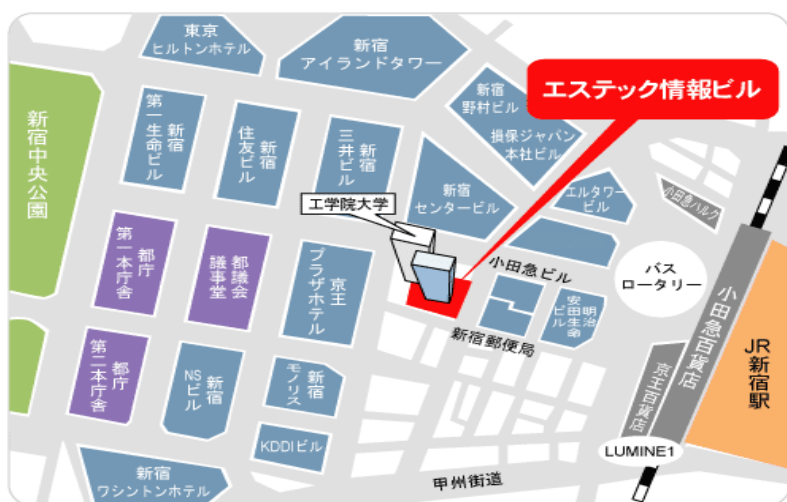 東京
ヒルトンホテル
新宿
アイランドタワー
エステック情報ビル
新宿
野村ビル
損保ジャパン
本社ビル
新宿中央公園
新宿
第一生命ビル
新宿
住友ビル
新宿
三井ビル
新宿
センタービル
エルタワー
ビル
小田急ハルク
工学院大学
都庁
第一本庁舎
都議会
議事堂
京王
プラザホテル
小田急ビル
バス
ロータリー
小田急百貨店
明治
安田生命
ビル
新宿郵便局
都庁
第二本庁舎
新宿
NSビル
新宿
モノリス
京王百貨店
JR新宿駅
KDDIビル
LUMINE1
新宿
ワシントンホテル
甲州街道